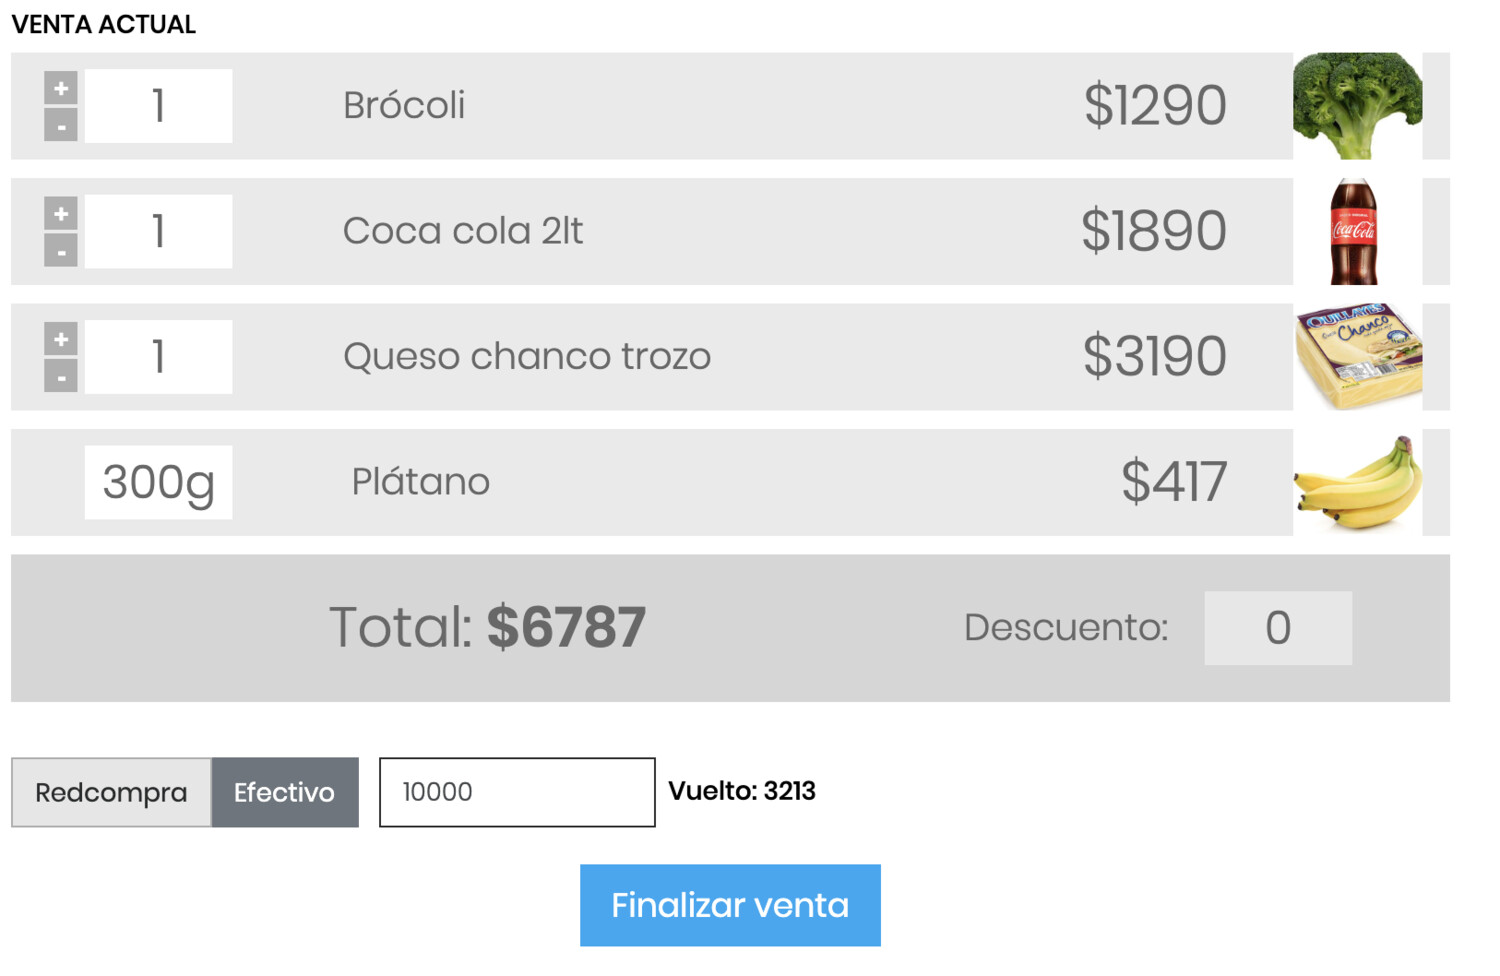 VENTA ACTUAL
+
1 Brócoli $1290
-
+
1 Coca cola 2lt $1890
Coca-Cola
-
+
1 Queso chanco trozo $3190
QUILLAYES
Chanco
-
300g Plátano $417
Total: $6787 Descuento: 0
Redcompra Efectivo 10000 Vuelto: 3213
Finalizar venta